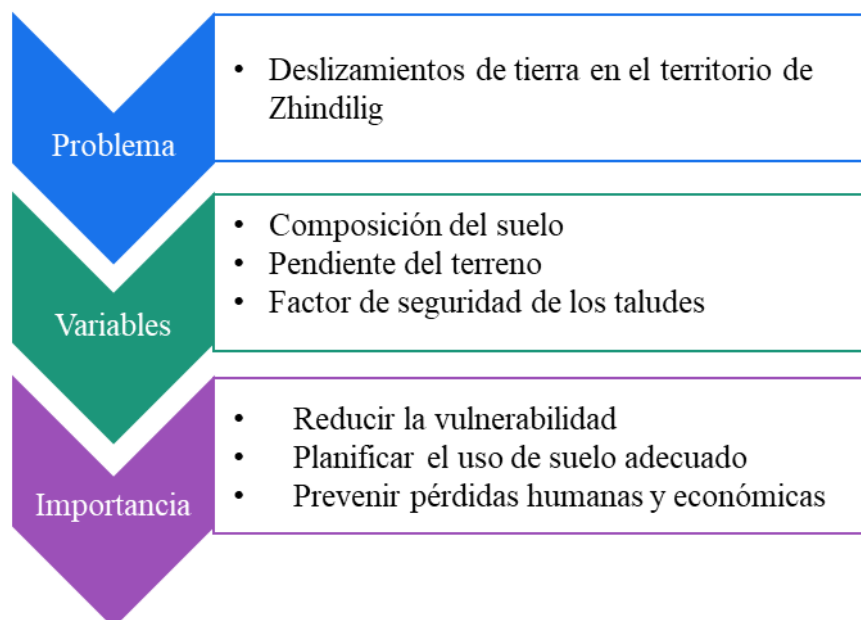 Problema
• Deslizamientos de tierra en el territorio de
Zhindilig
Variables
• Composición del suelo
• Pendiente del terreno
• Factor de seguridad de los taludes
Importancia
• Reducir la vulnerabilidad
• Planificar el uso de suelo adecuado
• Prevenir pérdidas humanas y económicas